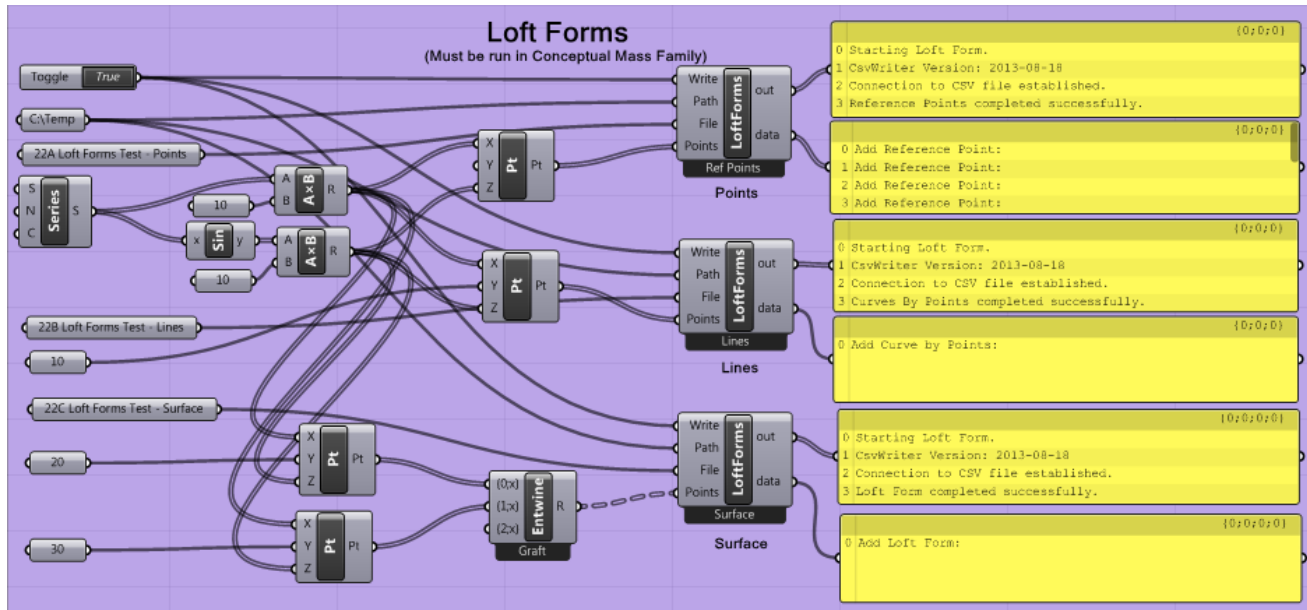 Loft Forms
(Must be run in Conceptual Mass Family)
Toggle True
C:\Temp
22A Loft Forms Test - Points
S
N
C
Series
S
10
A
B
A×B
R
x
Sin
y
10
A
B
A×B
R
X
Y
Z
Pt
Pt
Write
Path
File
Points
LoftForms
out
data
Ref Points
Points
{0;0;0}
0 Starting Loft Form.
1 CsvWriter Version: 2013-08-18
2 Connection to CSV file established.
3 Reference Points completed successfully.
{0;0;0}
0 Add Reference Point:
1 Add Reference Point:
2 Add Reference Point:
3 Add Reference Point:
22B Loft Forms Test - Lines
10
X
Y
Z
Pt
Pt
Write
Path
File
Points
LoftForms
out
data
Lines
Lines
{0;0;0}
0 Starting Loft Form.
1 CsvWriter Version: 2013-08-18
2 Connection to CSV file established.
3 Curves By Points completed successfully.
{0;0;0}
0 Add Curve by Points:
22C Loft Forms Test - Surface
20
X
Y
Z
Pt
Pt
30
X
Y
Z
Pt
Pt
{0;x}
{1;x}
{2;x}
Entwine
R
Graft
Write
Path
File
Points
LoftForms
out
data
Surface
Surface
{0;0;0;0}
0 Starting Loft Form.
1 CsvWriter Version: 2013-08-18
2 Connection to CSV file established.
3 Loft Form completed successfully.
{0;0;0;0}
0 Add Loft Form: